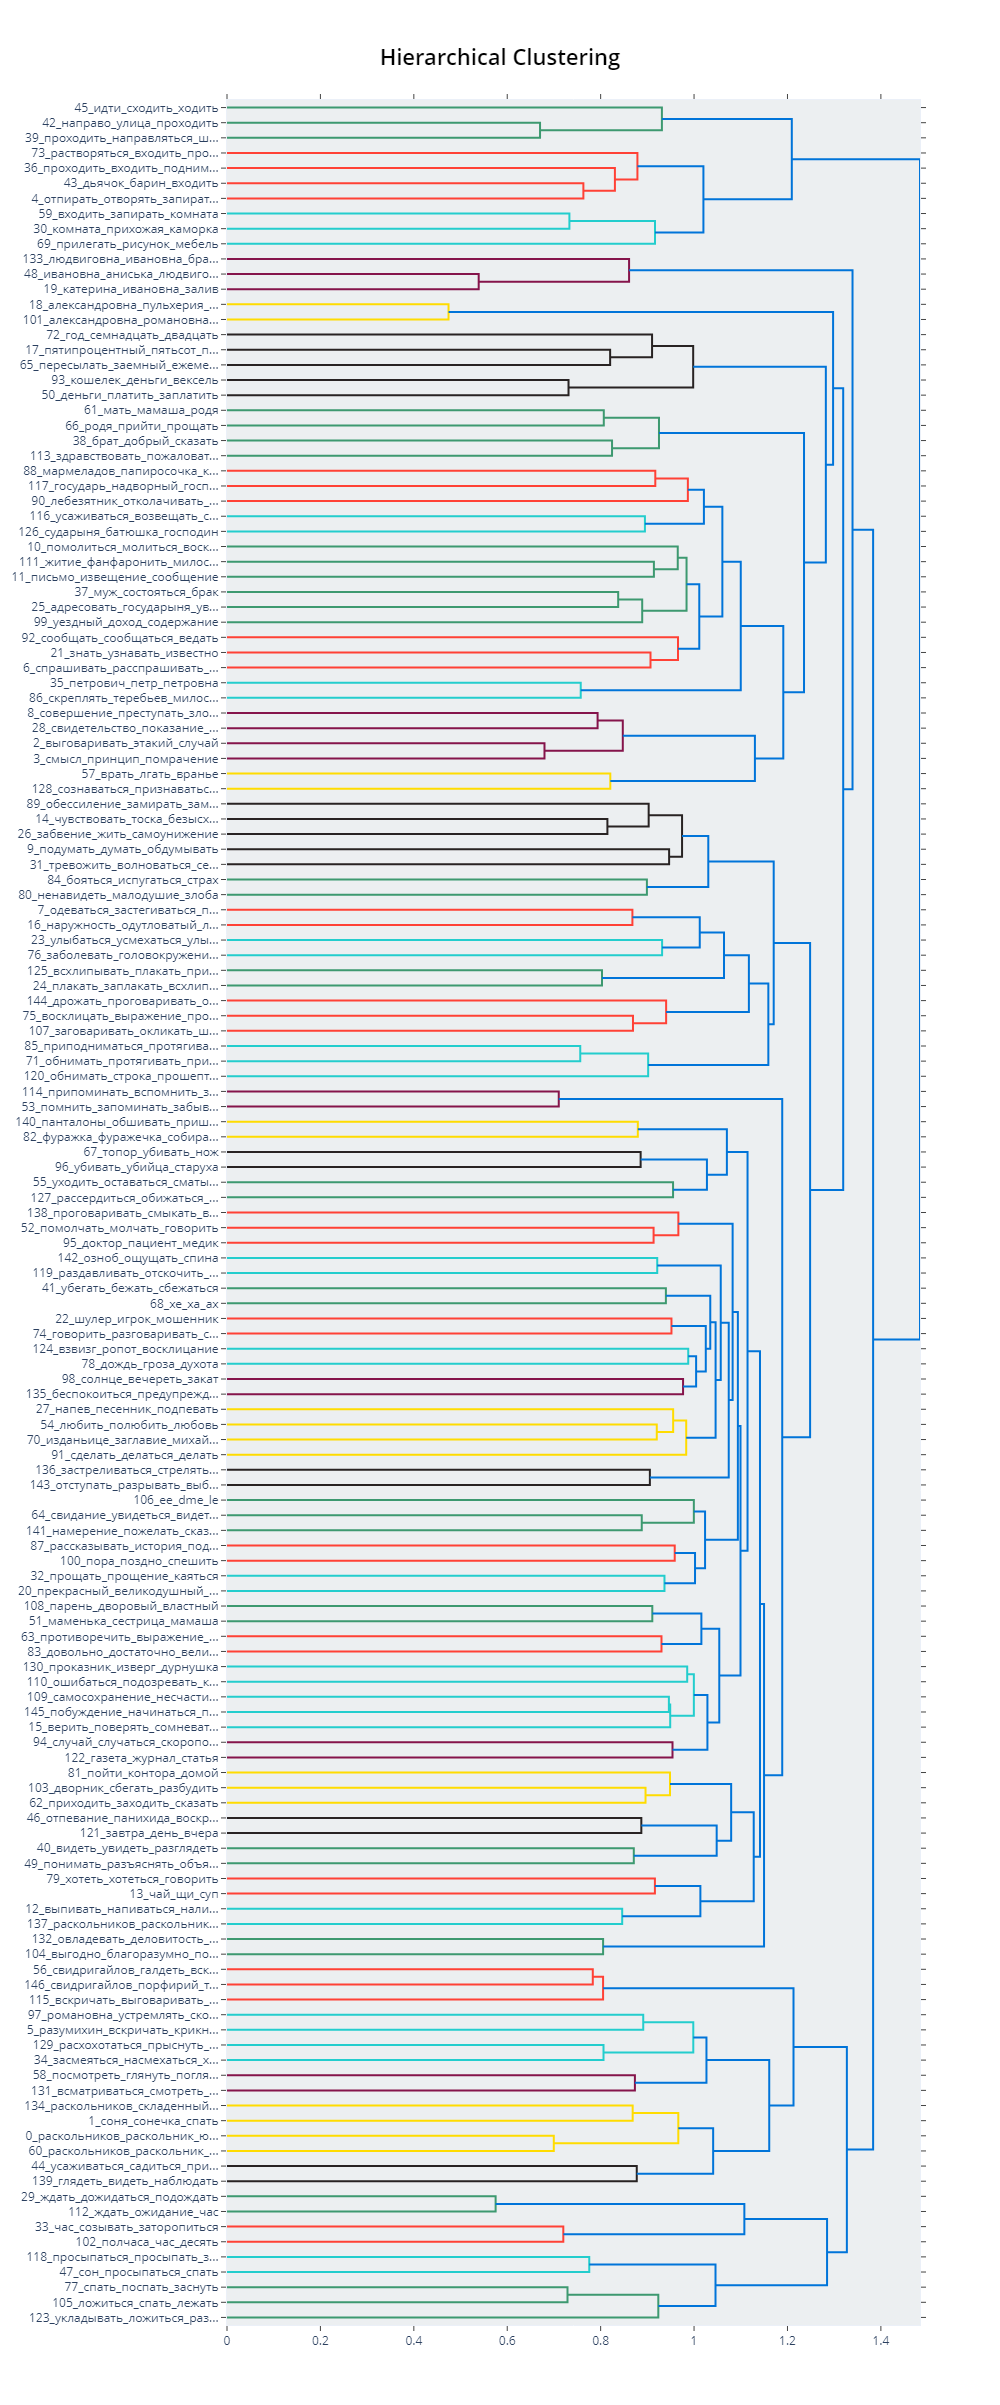 Hierarchical Clustering
45_идти_сходить_ходить
42_направо_улица_проходить
39_проходить_направляться_ш...
73_растворяться_входить_про...
36_проходить_входить_подним...
43_дьячок_барин_входить
4_отпирать_отворять_запират...
59_входить_запирать_комната
30_комната_прихожая_каморка
69_прилегать_рисунок_мебель
133_людвиговна_ивановна_бра...
48_ивановна_аниська_людвиго...
19_катерина_ивановна_залив
18_александровна_пульхерия_...
101_александровна_романовна...
72_год_семнадцать_двадцать
17_пятипроцентный_пятьсот_п...
65_пересылать_заемный_ежеме...
93_кошелек_деньги_вексель
50_деньги_платить_заплатить
61_мать_мамаша_родя
66_родя_прийти_прощать
38_брат_добрый_сказать
113_здравствовать_пожаловат...
88_мармеладов_папиросочка_к...
117_государь_надворный_госп...
90_лебезятник_отколачивать_...
116_усаживаться_возвещать_с...
126_сударыня_батюшка_господин
10_помолиться_молиться_воск...
111_житие_фанфаронить_милос...
11_письмо_извещение_сообщение
37_муж_состояться_брак
25_адресовать_государыня_ув...
99_уездный_доход_содержание
92_сообщать_сообщаться_ведать
21_знать_узнавать_известно
6_спрашивать_расспрашивать_...
35_петрович_петр_петровна
86_скреплять_теребьев_милос...
8_совершение_преступать_зло...
28_свидетельство_показание_...
2_выговаривать_этакий_случай
3_смысл_принцип_помрачение
57_врать_лгать_вранье
128_сознаваться_признаватьс...
89_обессиление_замирать_зам...
14_чувствовать_тоска_безысх...
26_забвение_жить_самоунижение
9_подумать_думать_обдумывать
31_тревожить_волноваться_се...
84_бояться_испугаться_страх
80_ненавидеть_малодушие_злоба
7_одеваться_застегиваться_п...
16_наружность_одутловатый_л...
23_улыбаться_усмехаться_улы...
76_заболевать_головокружени...
125_всхлипывать_плакать_при...
24_плакать_заплакать_всхлип...
144_дрожать_проговаривать_о...
75_восклицать_выражение_про...
107_заговаривать_окликать_ш...
85_приподниматься_протягива...
71_обнимать_протягивать_при...
120_обнимать_строка_прошепт...
114_припоминать_вспомнить_з...
53_помнить_запоминать_забыв...
140_панталоны_обшивать_приш...
82_фуражка_фуражечка_собира...
67_топор_убивать_нож
96_убивать_убийца_старуха
55_уходить_оставаться_сматы...
127_рассердиться_обижаться_...
138_проговаривать_смыкать_в...
52_помолчать_молчать_говорить
95_доктор_пациент_медик
142_озноб_ощущать_спина
119_раздавливать_отскочить_...
41_убегать_бежать_сбежаться
68_хе_ха_ах
22_шулер_игрок_мошенник
74_говорить_разговаривать_с...
124_взвизг_ропот_восклицание
78_дождь_гроза_духота
98_солнце_вечереть_закат
135_беспокоиться_предупрежд...
27_напев_песенник_подпевать
54_любить_полюбить_любовь
70_изданьице_заглавие_михай...
91_сделать_делаться_делать
136_застреливаться_стрелять...
143_отступать_разрывать_выб...
106_ее_dme_le
64_свидание_увидеться_видет...
141_намерение_пожелать_сказ...
87_рассказывать_история_под...
100_пора_поздно_спешить
32_прощать_прощение_каяться
20_прекрасный_великодушный_...
108_парень_дворовый_властный
51_маменька_сестрица_мамаша
63_противоречить_выражение_...
83_довольно_достаточно_вели...
130_проказник_изверг_дурнушка
110_ошибаться_подозревать_к...
109_самосохранение_несчасти...
145_побуждение_начинаться_п...
15_верить_поверять_сомневат...
94_случай_случаться_скоропо...
122_газета_журнал_статья
81_пойти_контора_домой
103_дворник_сбегать_разбудить
62_приходить_заходить_сказать
46_отпевание_панихида_воскр...
121_завтра_день_вчера
40_видеть_увидеть_разглядеть
49_понимать_разъяснять_объя...
79_хотеть_хотеться_говорить
13_чай_щи_суп
12_выпивать_напиваться_нали...
137_раскольников_раскольник...
132_овладевать_деловитость_...
104_выгодно_благоразумно_по...
56_свидригайлов_галдеть_вск...
146_свидригайлов_порфирий_т...
115_вскричать_выговаривать_...
97_романовна_устремлять_ско...
5_разумихин_вскричать_крикн...
129_расхохотаться_прыснуть_...
34_засмеяться_насмехаться_х...
58_посмотреть_глянуть_погля...
131_всматриваться_смотреть_...
134_раскольников_складенный...
1_соня_сонечка_спать
0_раскольников_раскольник_ю...
60_раскольников_раскольник_...
44_усаживаться_садиться_при...
139_глядеть_видеть_наблюдать
29_ждать_дожидаться_подождать
112_ждать_ожидание_час
33_час_созывать_заторопиться
102_полчаса_час_десять
118_просыпаться_просыпать_з...
47_сон_просыпаться_спать
77_спать_поспать_заснуть
105_ложиться_спать_лежать
123_укладывать_ложиться_раз...
0 0.2 0.4 0.6 0.8 1 1.2 1.4